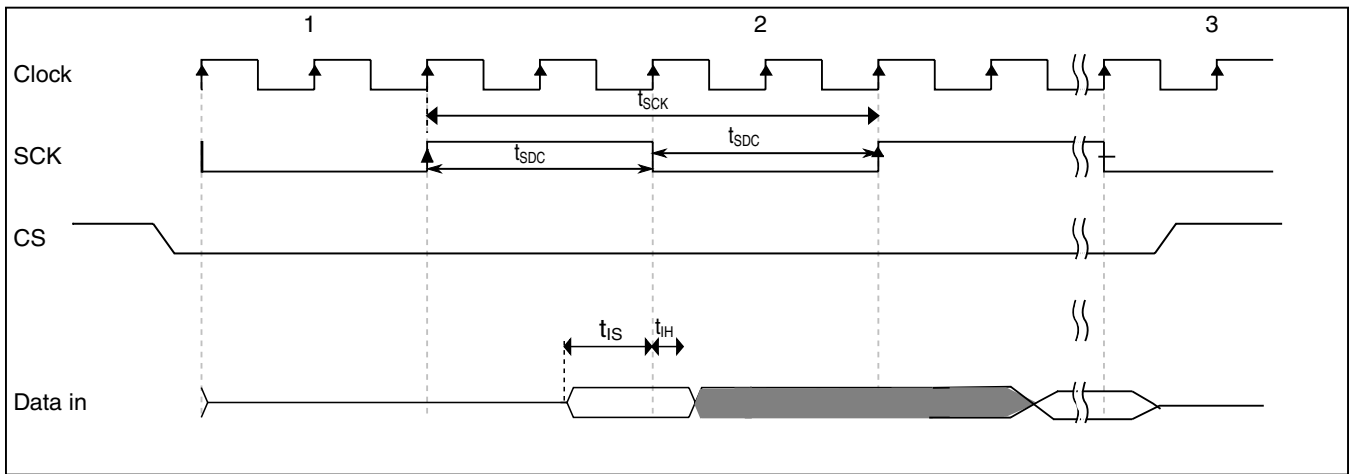 1 2 3
Clock
tSCK
SCK
tSDC tSDC
CS
tIS tIH
Data in